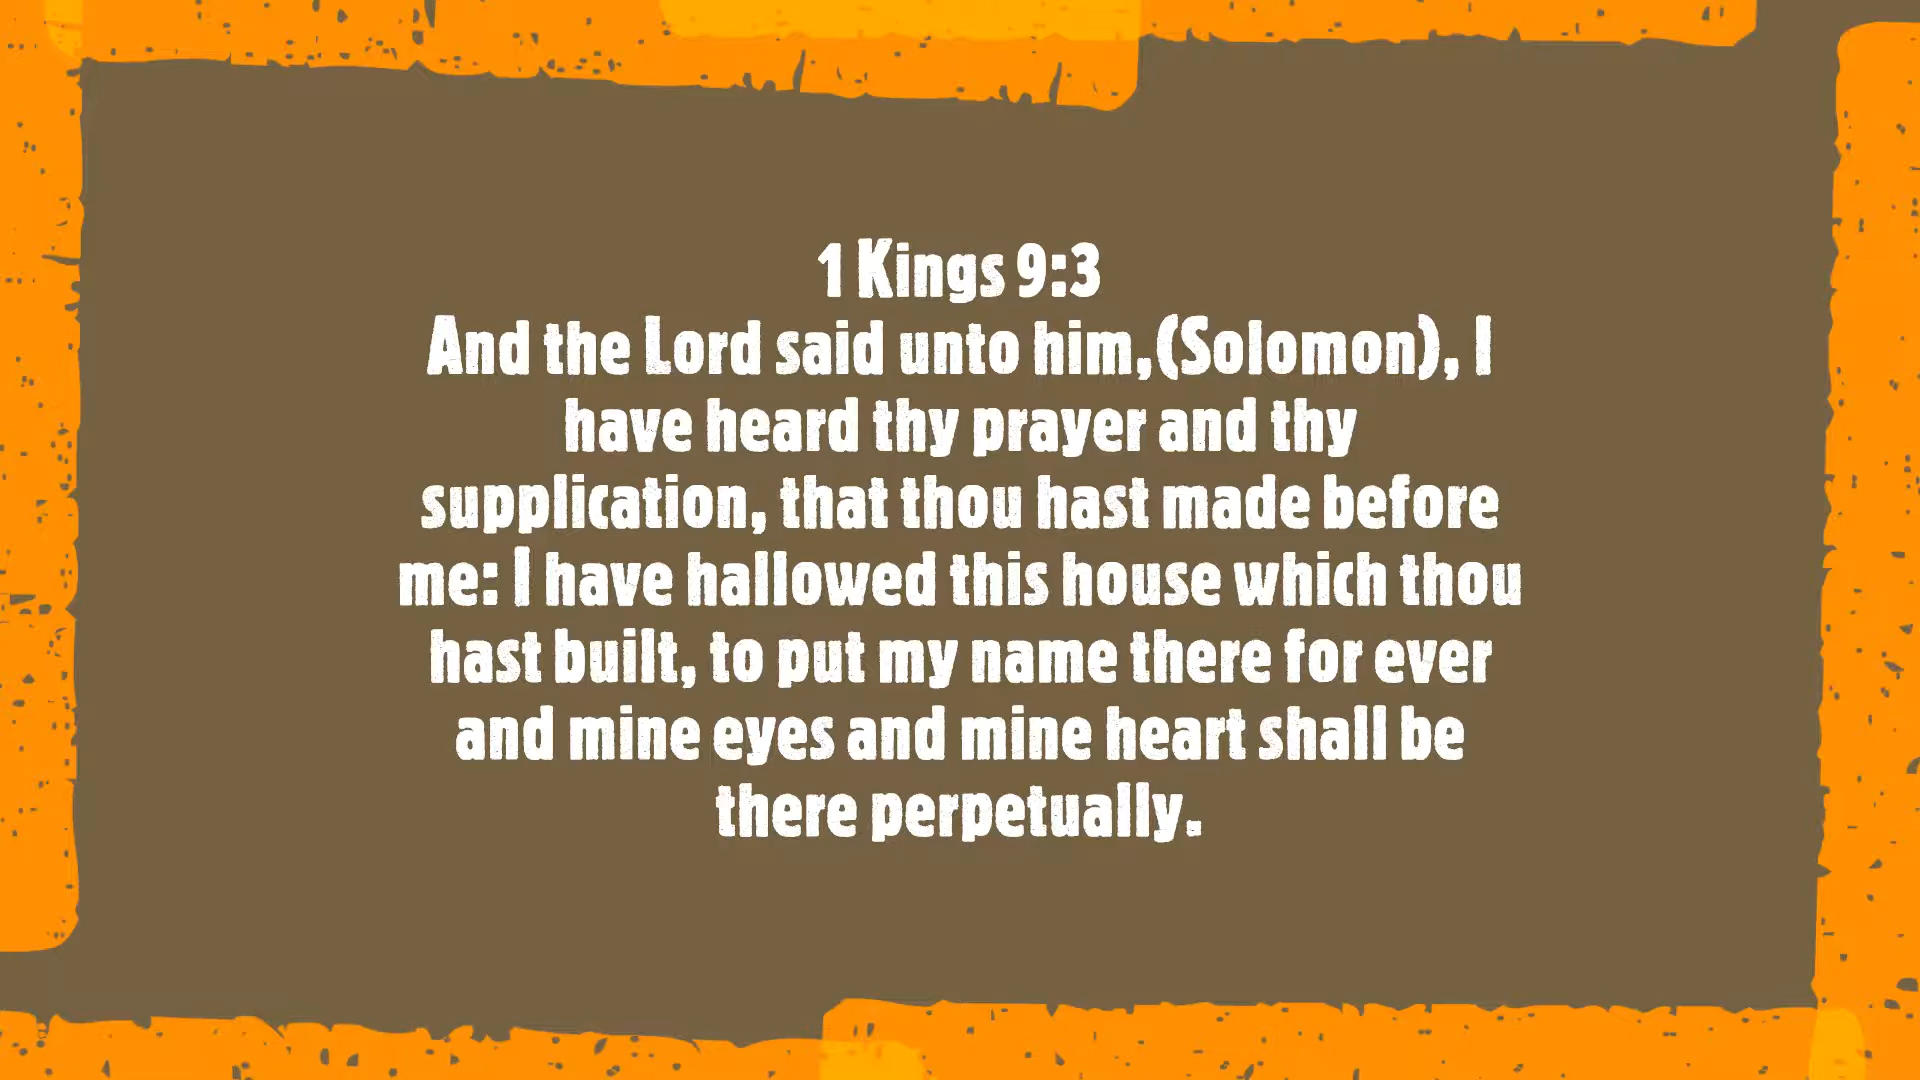 1 Kings 9:3
And the Lord said unto him,(Solomon), I
have heard thy prayer and thy
supplication, that thou hast made before
me: I have hallowed this house which thou
hast built, to put my name there for ever
and mine eyes and mine heart shall be
there perpetually.